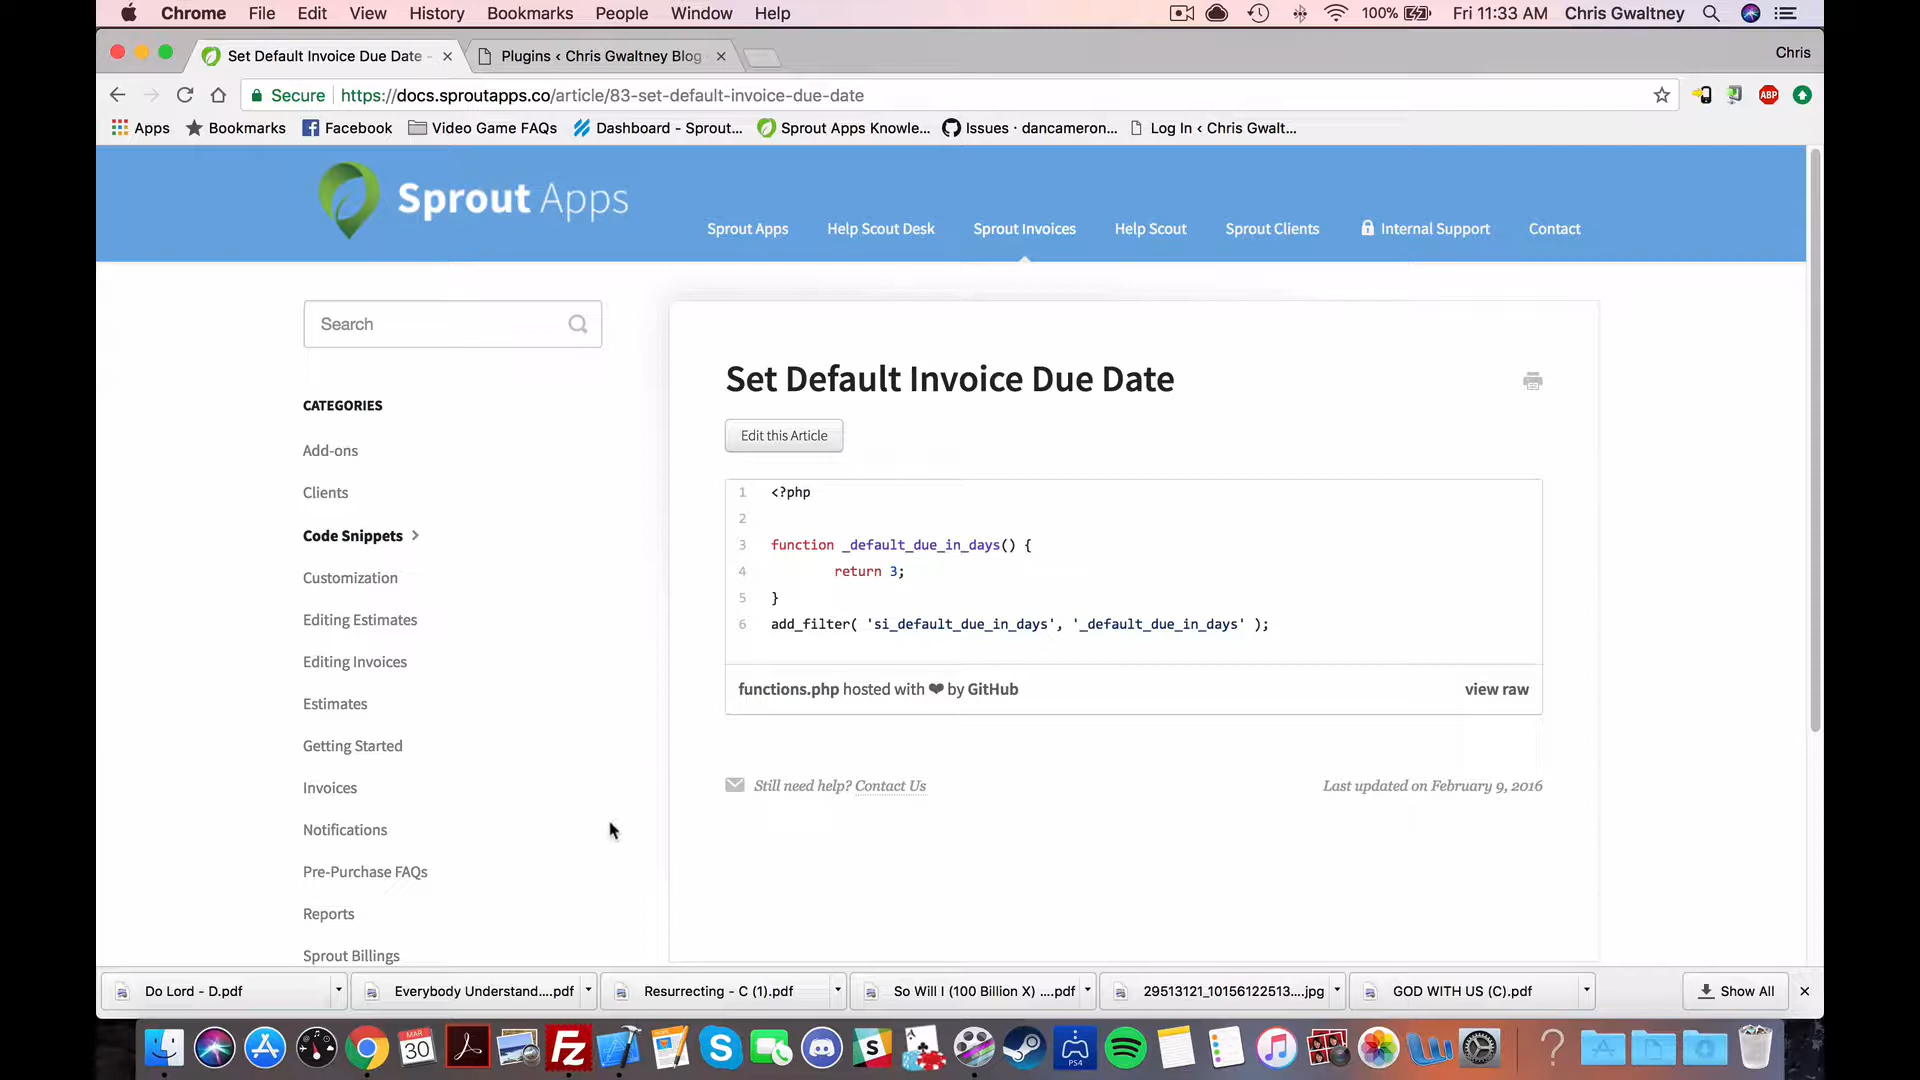 Chrome File Edit View History Bookmarks People Window Help 100% Fri 11:33 AM Chris Gwaltney
Set Default Invoice Due Date - Plugins ‹ Chris Gwaltney Blog Chris
Secure https://docs.sproutapps.co/article/83-set-default-invoice-due-date ABP
Apps Bookmarks Facebook Video Game FAQs Dashboard - Sprout... Sprout Apps Knowle... Issues · dancameron... Log In ‹ Chris Gwalt...
Sprout Apps
Sprout Apps Help Scout Desk Sprout Invoices Help Scout Sprout Clients Internal Support Contact
Search
CATEGORIES
Add-ons
Clients
Code Snippets
Customization
Editing Estimates
Editing Invoices
Estimates
Getting Started
Invoices
Notifications
Pre-Purchase FAQs
Reports
Sprout Billings
Set Default Invoice Due Date
Edit this Article
1 <?php
2
3 function _default_due_in_days() {
4 return 3;
5 }
6 add_filter( 'si_default_due_in_days', '_default_due_in_days' );
functions.php hosted with ❤ by GitHub view raw
Still need help? Contact Us Last updated on February 9, 2016
Do Lord - D.pdf Everybody Understand....pdf Resurrecting - C (1).pdf So Will I (100 Billion X) ....pdf 29513121_10156122513....jpg GOD WITH US (C).pdf Show All
MAR
30
Fz
S
S
PS4